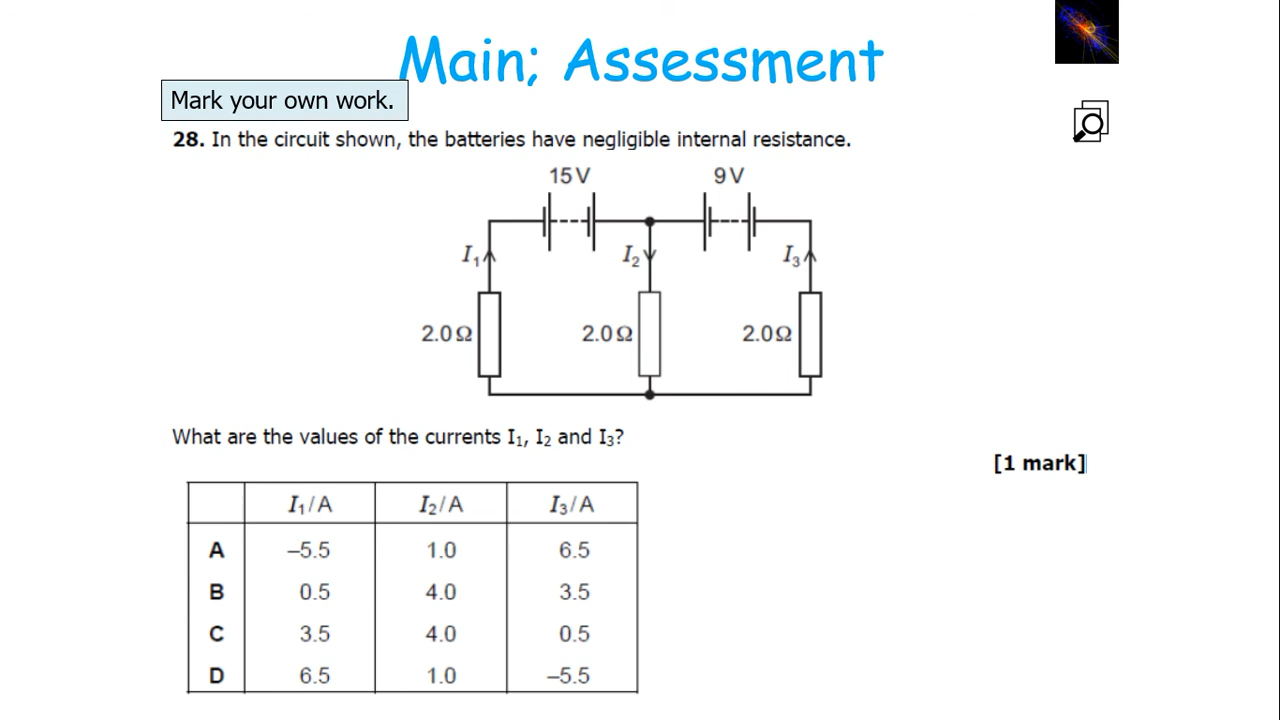 Main; Assessment
Mark your own work.
28. In the circuit shown, the batteries have negligible internal resistance.
15 V 9 V
I₁ I₂ I₃
2.0 Ω 2.0 Ω 2.0 Ω
What are the values of the currents I₁, I₂ and I₃?
[1 mark]
I₁/A I₂/A I₃/A
A –5.5 1.0 6.5
B 0.5 4.0 3.5
C 3.5 4.0 0.5
D 6.5 1.0 –5.5